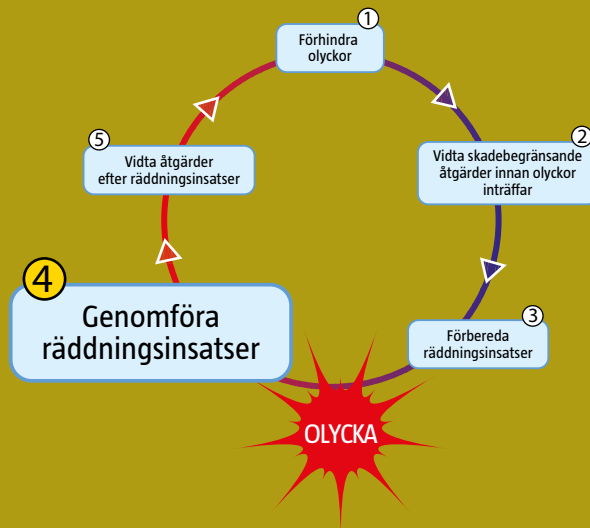 1
Förhindra
olyckor
2
Vidta skadebegränsande
åtgärder innan olyckor
inträffar
3
Förbereda
räddningsinsatser
OLYCKA
4
Genomföra
räddningsinsatser
5
Vidta åtgärder
efter räddningsinsatser